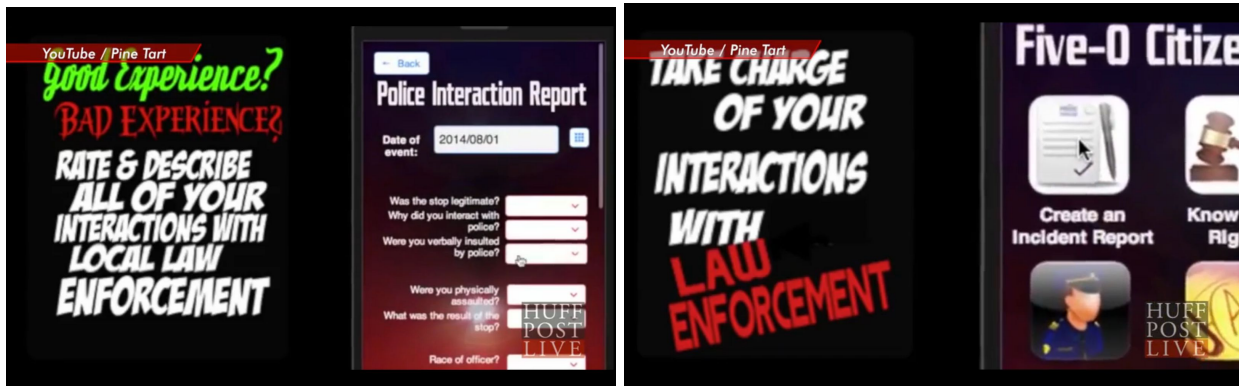 YouTube / Pine Tart
good Experience?
BAD EXPERIENCE?
RATE & DESCRIBE
ALL OF YOUR
INTERACTIONS WITH
LOCAL LAW
ENFORCEMENT
← Back
Police Interaction Report
Date of
event:
2014/08/01
Was the stop legitimate?
Why did you interact with
police?
Were you verbally insulted
by police?
Were you physically
assaulted?
What was the result of the
stop?
Race of officer?
HUFF
POST
LIVE
YouTube / Pine Tart
TAKE CHARGE
OF YOUR
INTERACTIONS
WITH
LAW
ENFORCEMENT
Five-O Citize
Create an
Incident Report
Know
Rig
HUFF
POST
LIVE